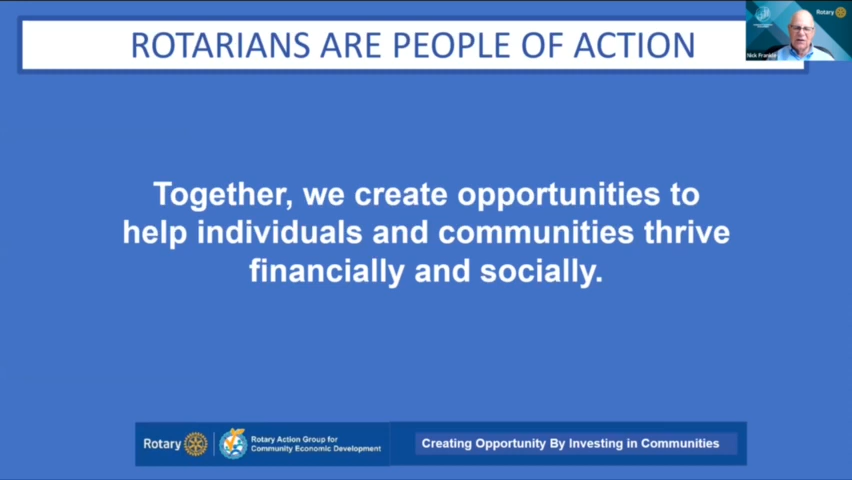 ROTARIANS ARE PEOPLE OF ACTION
Rotary
Nick Frankle
Together, we create opportunities to
help individuals and communities thrive
financially and socially.
Rotary
Rotary Action Group for
Community Economic Development
Creating Opportunity By Investing in Communities